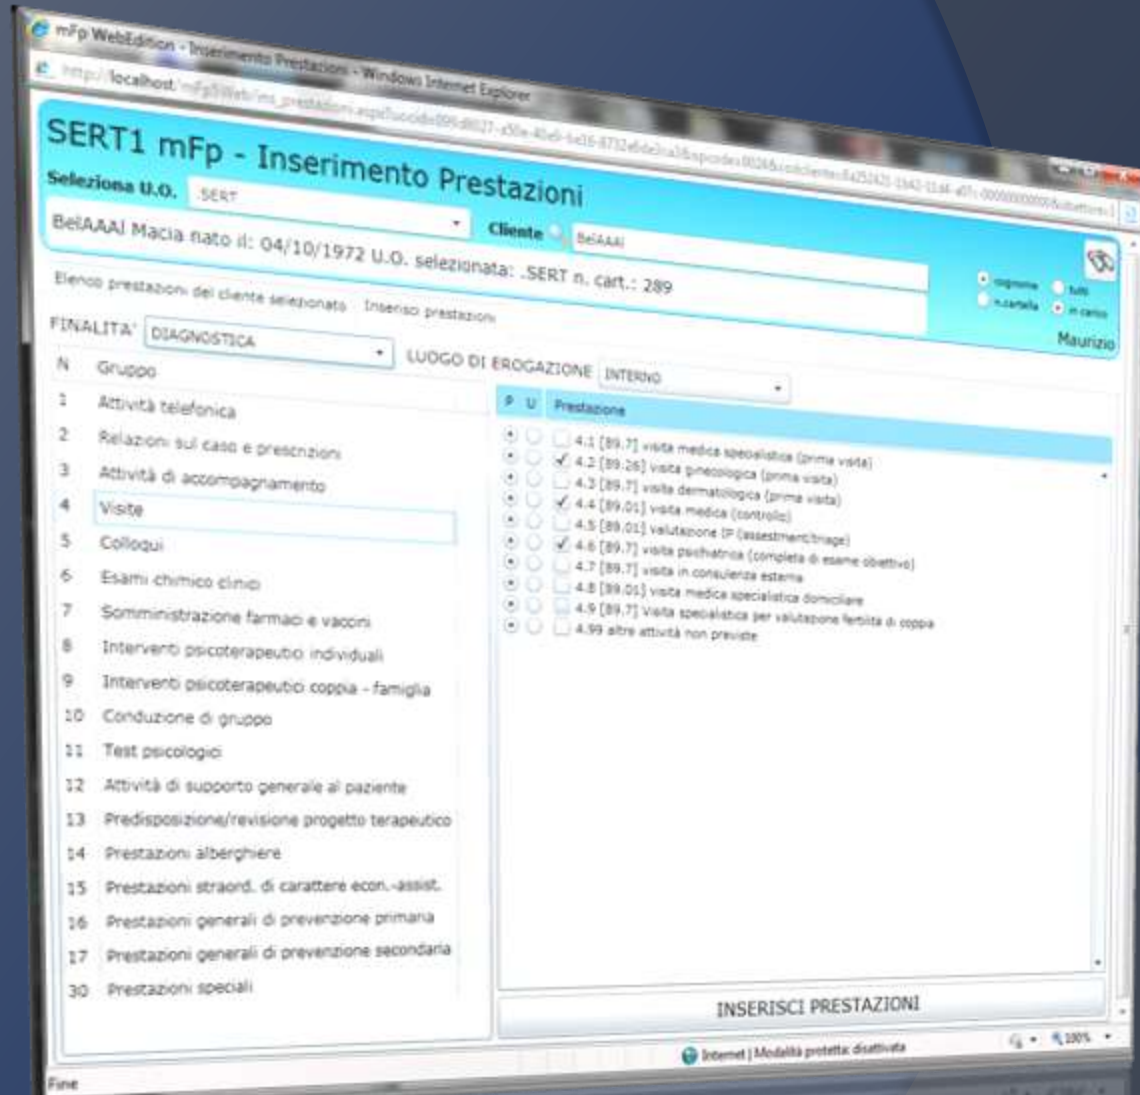 mFp WebEdition - Inserimento Prestazioni - Windows Internet Explorer
SERT1 mFp - Inserimento Prestazioni
Seleziona U.O. .SERT
Cliente BelAAAl
BelAAAl Macia nato il: 04/10/1972 U.O. selezionata: .SERT n. cart.: 289
cognome tutti
n.cartella in carico
Maurizio
Elenco prestazioni del cliente selezionato Inserisci prestazioni
FINALITA' DIAGNOSTICA LUOGO DI EROGAZIONE INTERNO
N Gruppo
1 Attività telefonica
2 Relazioni sul caso e prescrizioni
3 Attività di accompagnamento
4 Visite
5 Colloqui
6 Esami chimico clinici
7 Somministrazione farmaci e vaccini
8 Interventi psicoterapeutici individuali
9 Interventi psicoterapeutici coppia - famiglia
10 Conduzione di gruppo
11 Test psicologici
12 Attività di supporto generale al paziente
13 Predisposizione/revisione progetto terapeutico
14 Prestazioni alberghiere
15 Prestazioni straord. di carattere econ.-assist.
16 Prestazioni generali di prevenzione primaria
17 Prestazioni generali di prevenzione secondaria
30 Prestazioni speciali
P U Prestazione
4.1 [89.7] visita medica specialistica (prima visita)
4.2 [89.26] visita ginecologica (prima visita)
4.3 [89.7] visita dermatologica (prima visita)
4.4 [89.01] visita medica (controllo)
4.5 [89.01] valutazione IP (assestment/triage)
4.6 [89.7] visita psichiatrica (completa di esame obiettivo)
4.7 [89.7] visita in consulenza esterna
4.8 [89.01] visita medica specialistica domiciliare
4.9 [89.7] Visita specialistica per valutazione fertilita di coppia
4.99 altre attività non previste
INSERISCI PRESTAZIONI
Fine
Internet | Modalità protetta: disattivata
100%